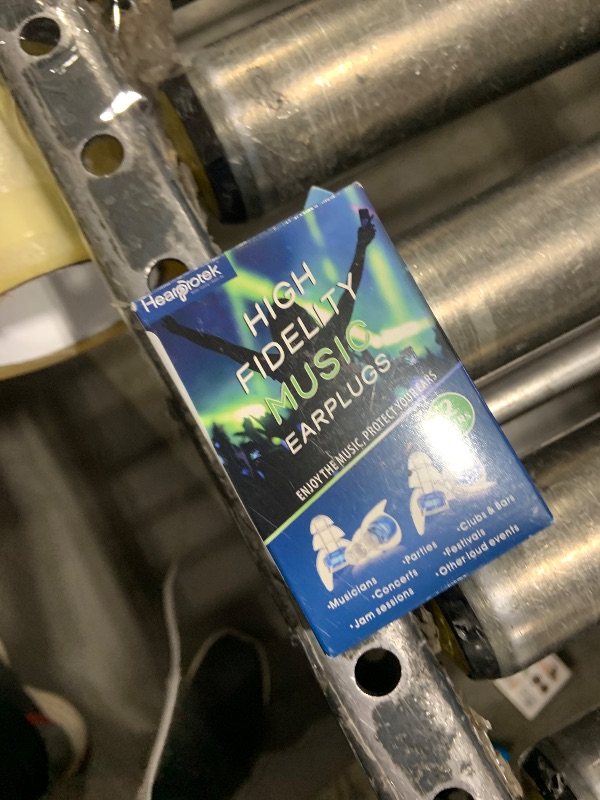 HearProtek
HIGH
FIDELITY
MUSIC
EARPLUGS
ENJOY THE MUSIC, PROTECT YOUR EARS
2
•Musicians
•Parties
•Clubs & Bars
•Concerts
•Festivals
•Jam sessions
•Other loud events